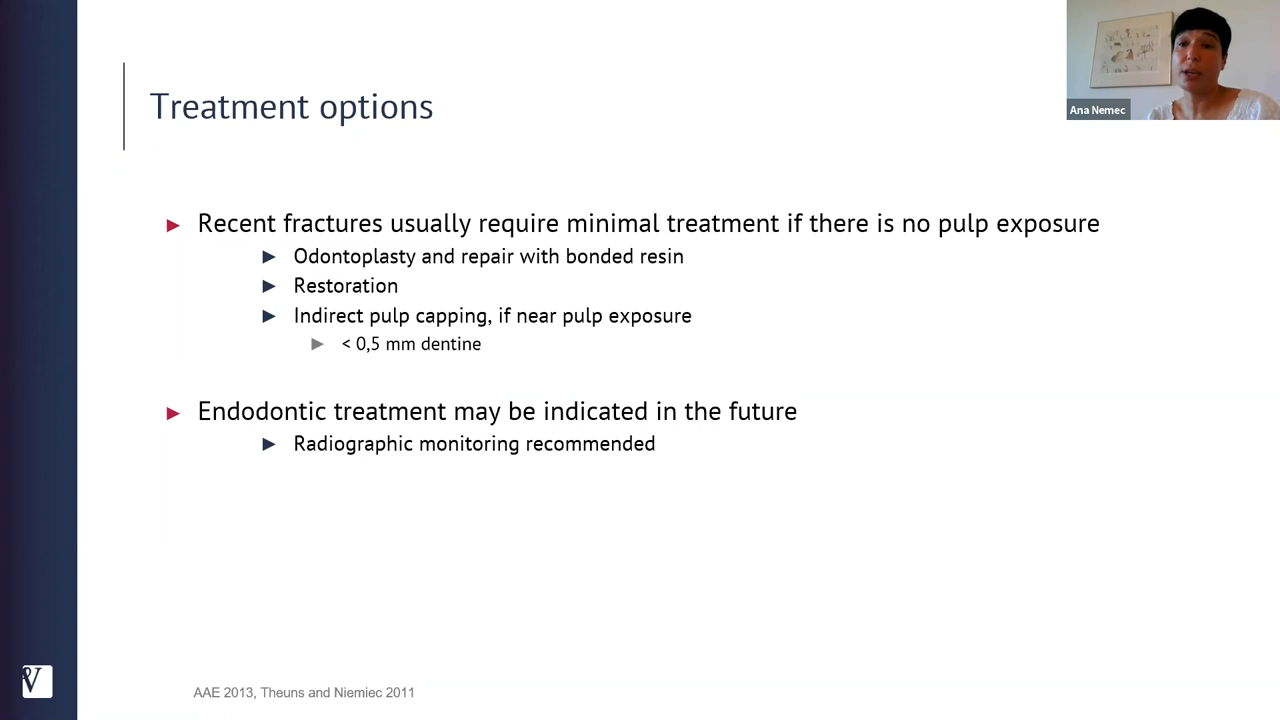 Ana Nemec
Treatment options
► Recent fractures usually require minimal treatment if there is no pulp exposure
► Odontoplasty and repair with bonded resin
► Restoration
► Indirect pulp capping, if near pulp exposure
► < 0,5 mm dentine
► Endodontic treatment may be indicated in the future
► Radiographic monitoring recommended
&V
AAE 2013, Theuns and Niemiec 2011